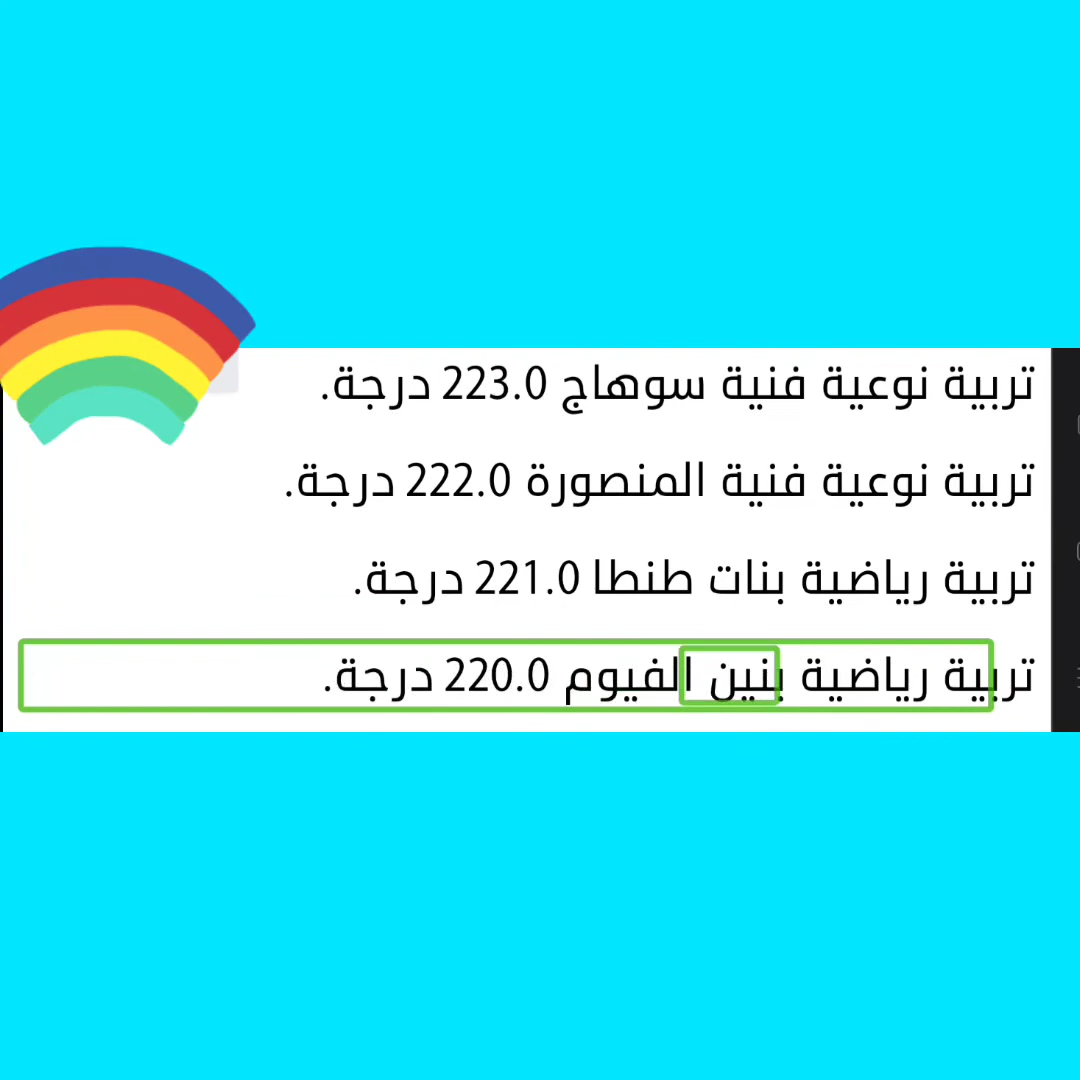 تربية نوعية فنية سوهاج 223.0 درجة.
تربية نوعية فنية المنصورة 222.0 درجة.
تربية رياضية بنات طنطا 221.0 درجة.
تربية رياضية بنين الفيوم 220.0 درجة.